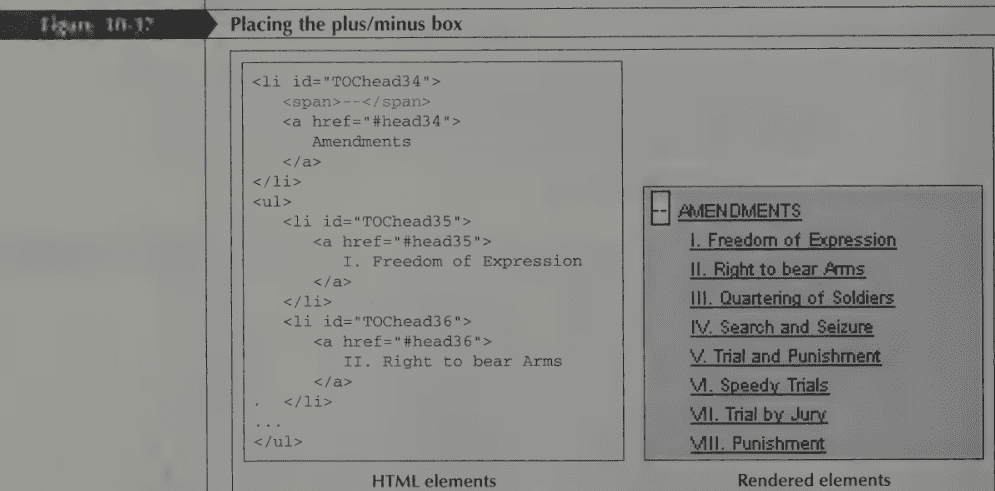 Figure 10-17
Placing the plus/minus box
<li id="TOChead34">
<span>--</span>
<a href="#head34">
Amendments
</a>
</li>
<ul>
<li id="TOChead35">
<a href="#head35">
I. Freedom of Expression
</a>
</li>
<li id="TOChead36">
<a href="#head36">
II. Right to bear Arms
</a>
</li>
...
</ul>
HTML elements
-- AMENDMENTS
I. Freedom of Expression
II. Right to bear Arms
III. Quartering of Soldiers
IV. Search and Seizure
V. Trial and Punishment
VI. Speedy Trials
VII. Trial by Jury
VIII. Punishment
Rendered elements